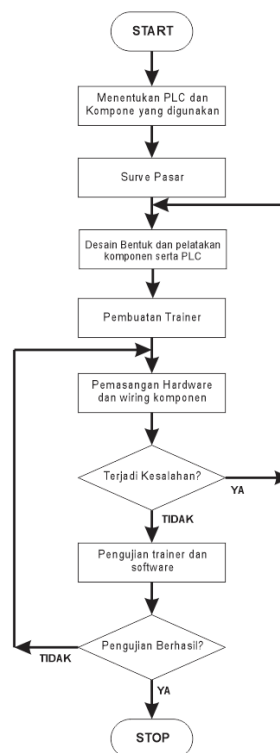 START
Menentukan PLC dan
Kompone yang digunakan
Surve Pasar
Desain Bentuk dan pelatakan
komponen serta PLC
Pembuatan Trainer
Pemasangan Hardware
dan wiring komponen
Terjadi Kesalahan?
YA
TIDAK
Pengujian trainer dan
software
Pengujian Berhasil?
TIDAK
YA
STOP